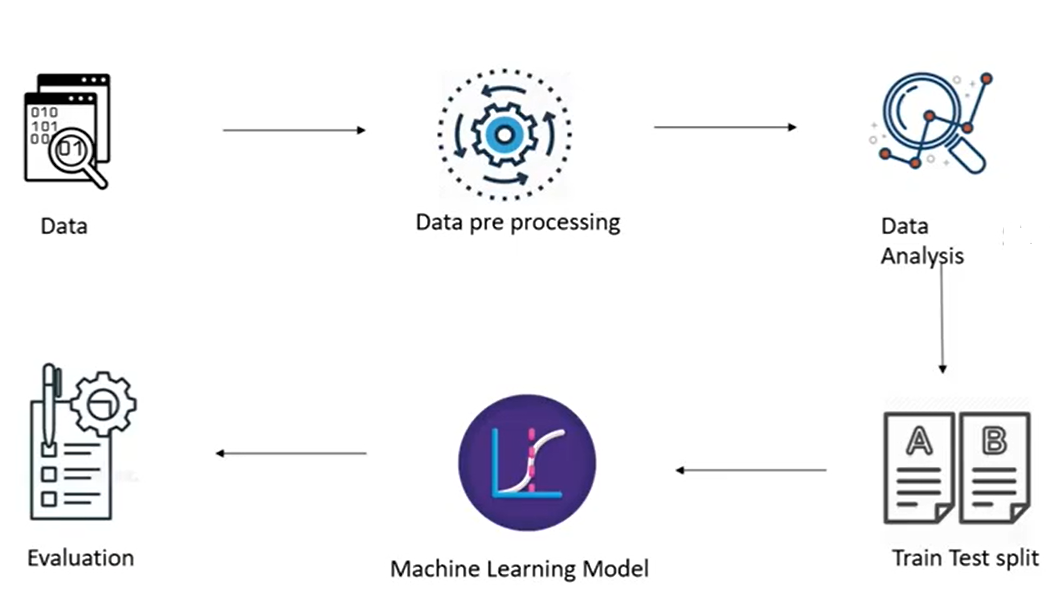 010
101
00
01
Data
Data pre processing
Data
Analysis
A
B
Train Test split
Machine Learning Model
Evaluation